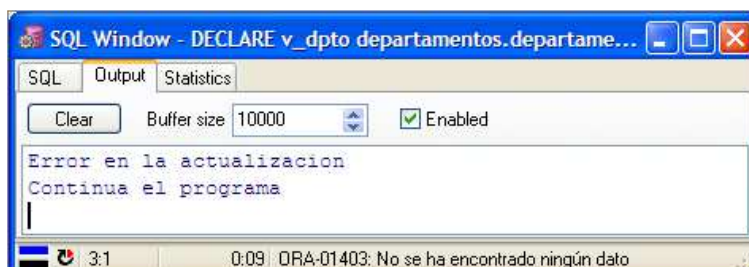 SQL Window - DECLARE v_dpto departamentos.departame...
SQL Output Statistics
Clear Buffer size 10000 Enabled
Error en la actualizacion
Continua el programa
3:1 0:09 ORA-01403: No se ha encontrado ningún dato